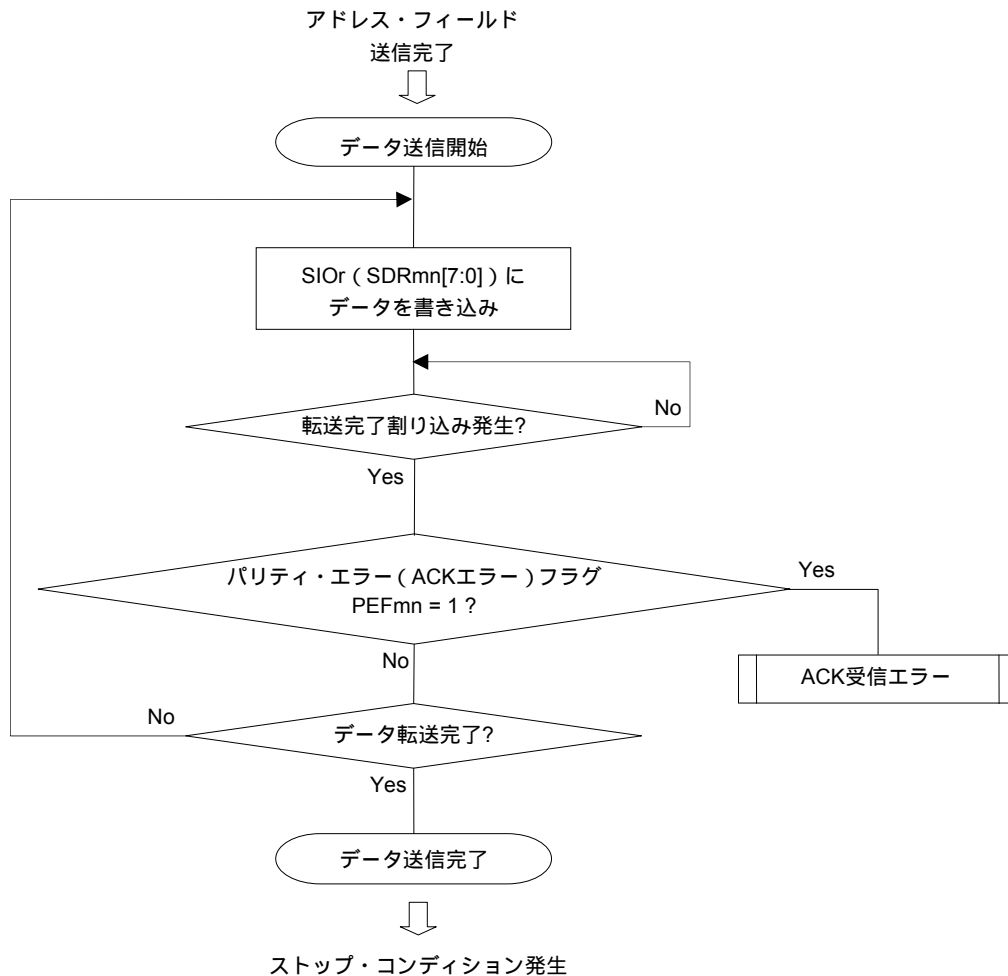 アドレス・フィールド
送信完了
データ送信開始
SIOr（SDRmn[7:0]）に
データを書き込み
No
転送完了割り込み発生?
Yes
パリティ・エラー（ACKエラー）フラグ
PEFmn = 1 ?
Yes
No
ACK受信エラー
No
データ転送完了?
Yes
データ送信完了
ストップ・コンディション発生